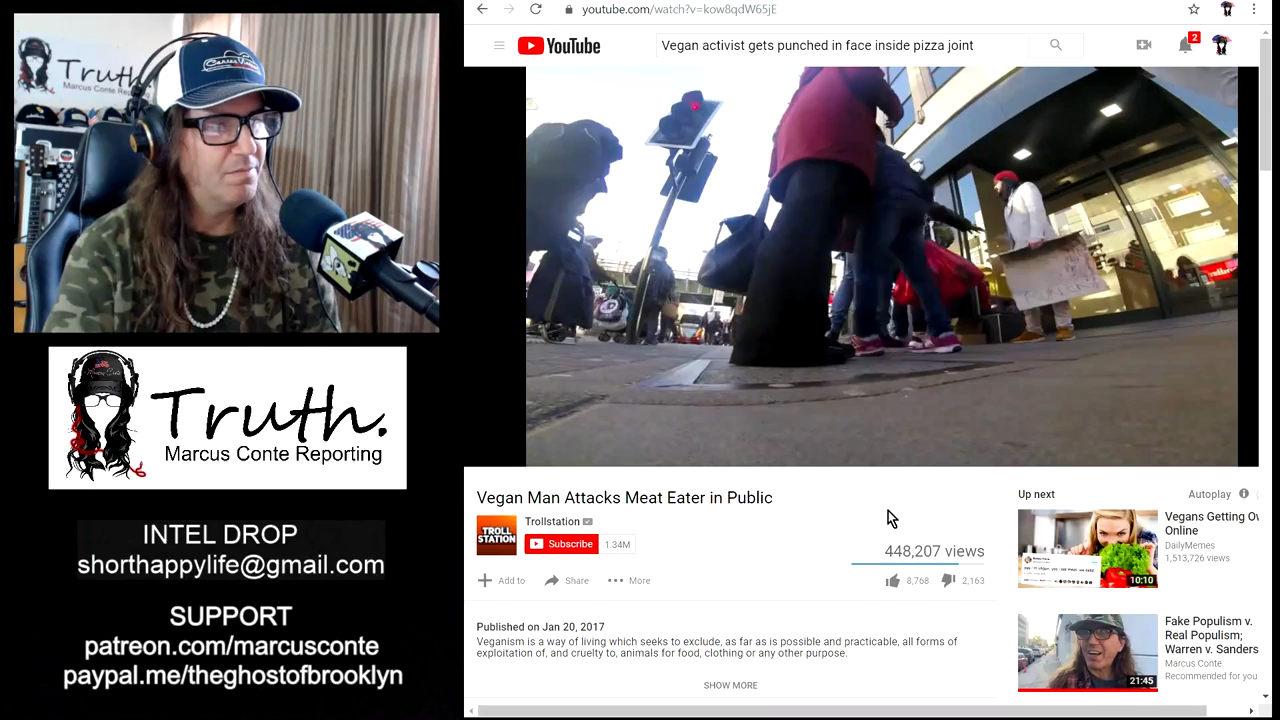 Truth.
Marcus Conte Reporting
Truth.
Marcus Conte Reporting
INTEL DROP
shorthappylife@gmail.com
SUPPORT
patreon.com/marcusconte
paypal.me/theghostofbrooklyn
youtube.com/watch?v=kow8qdW65jE
YouTube
Vegan activist gets punched in face inside pizza joint
2
Vegan Man Attacks Meat Eater in Public
TROLL
STATION
Trollstation
Subscribe 1.34M
448,207 views
Add to Share More
8,768 2,163
Published on Jan 20, 2017
Veganism is a way of living which seeks to exclude, as far as is possible and practicable, all forms of
exploitation of, and cruelty to, animals for food, clothing or any other purpose.
SHOW MORE
Up next Autoplay
10:10
Vegans Getting Ow
Online
DailyMemes
1,513,726 views
21:45
Fake Populism v.
Real Populism;
Warren v. Sanders
Marcus Conte
Recommended for you